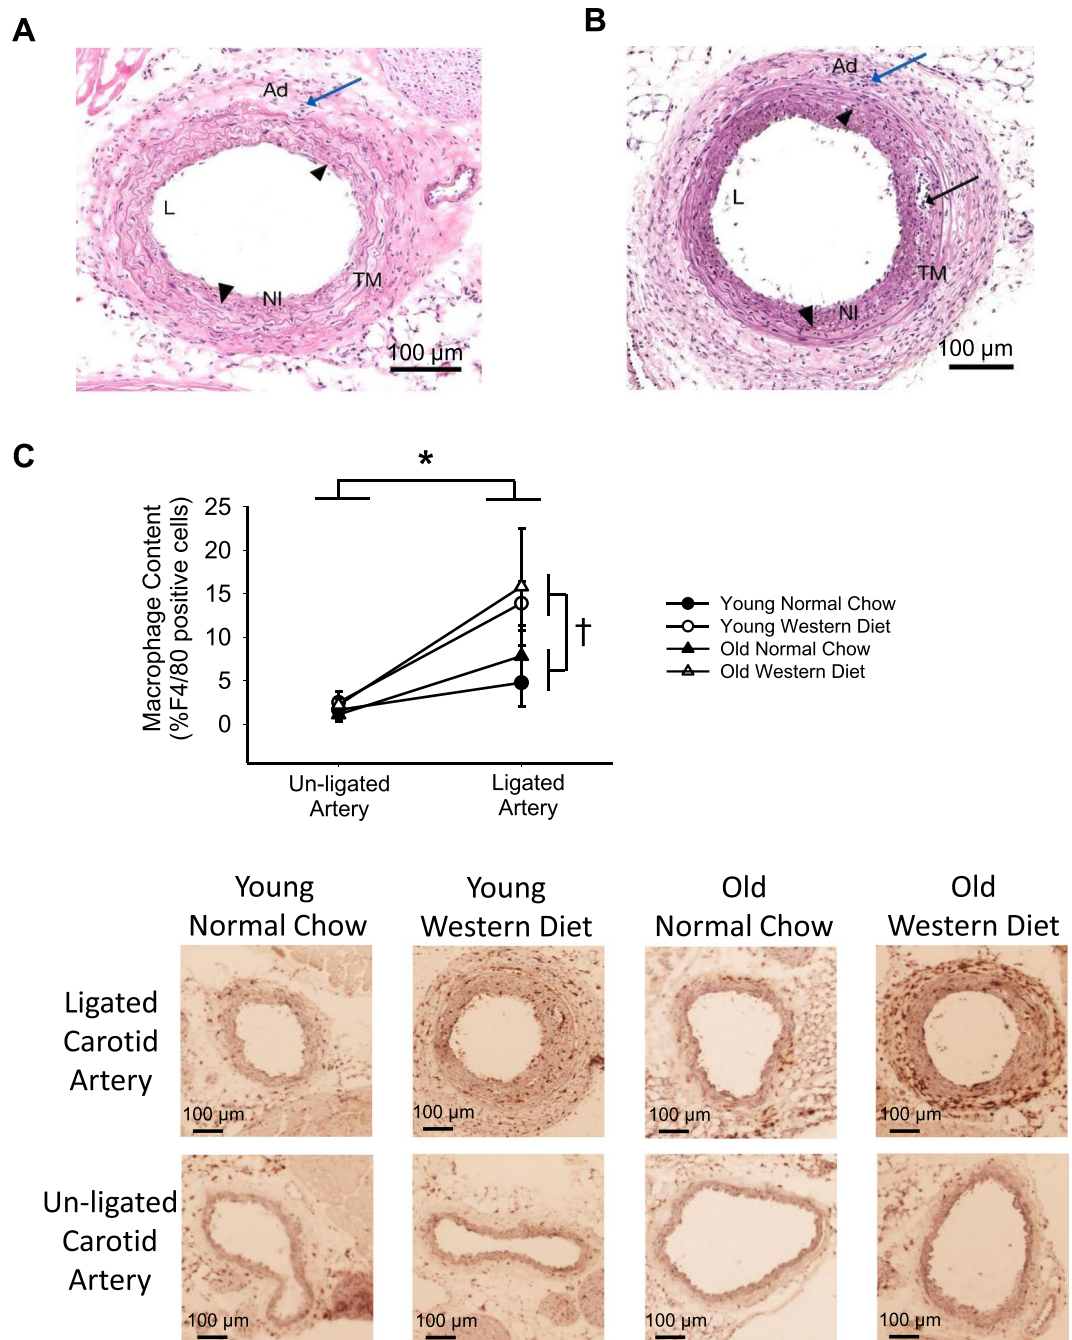 A
B
Ad
L
NI
TM
100 µm
Ad
L
NI
TM
100 µm
C
*
Macrophage Content
(%F4/80 positive cells)
25
20
15
10
5
0
†
Un-ligated
Artery
Ligated
Artery
Young Normal Chow
Young Western Diet
Old Normal Chow
Old Western Diet
Young
Normal Chow
Young
Western Diet
Old
Normal Chow
Old
Western Diet
Ligated
Carotid
Artery
100 µm
100 µm
100 µm
100 µm
Un-ligated
Carotid
Artery
100 µm
100 µm
100 µm
100 µm